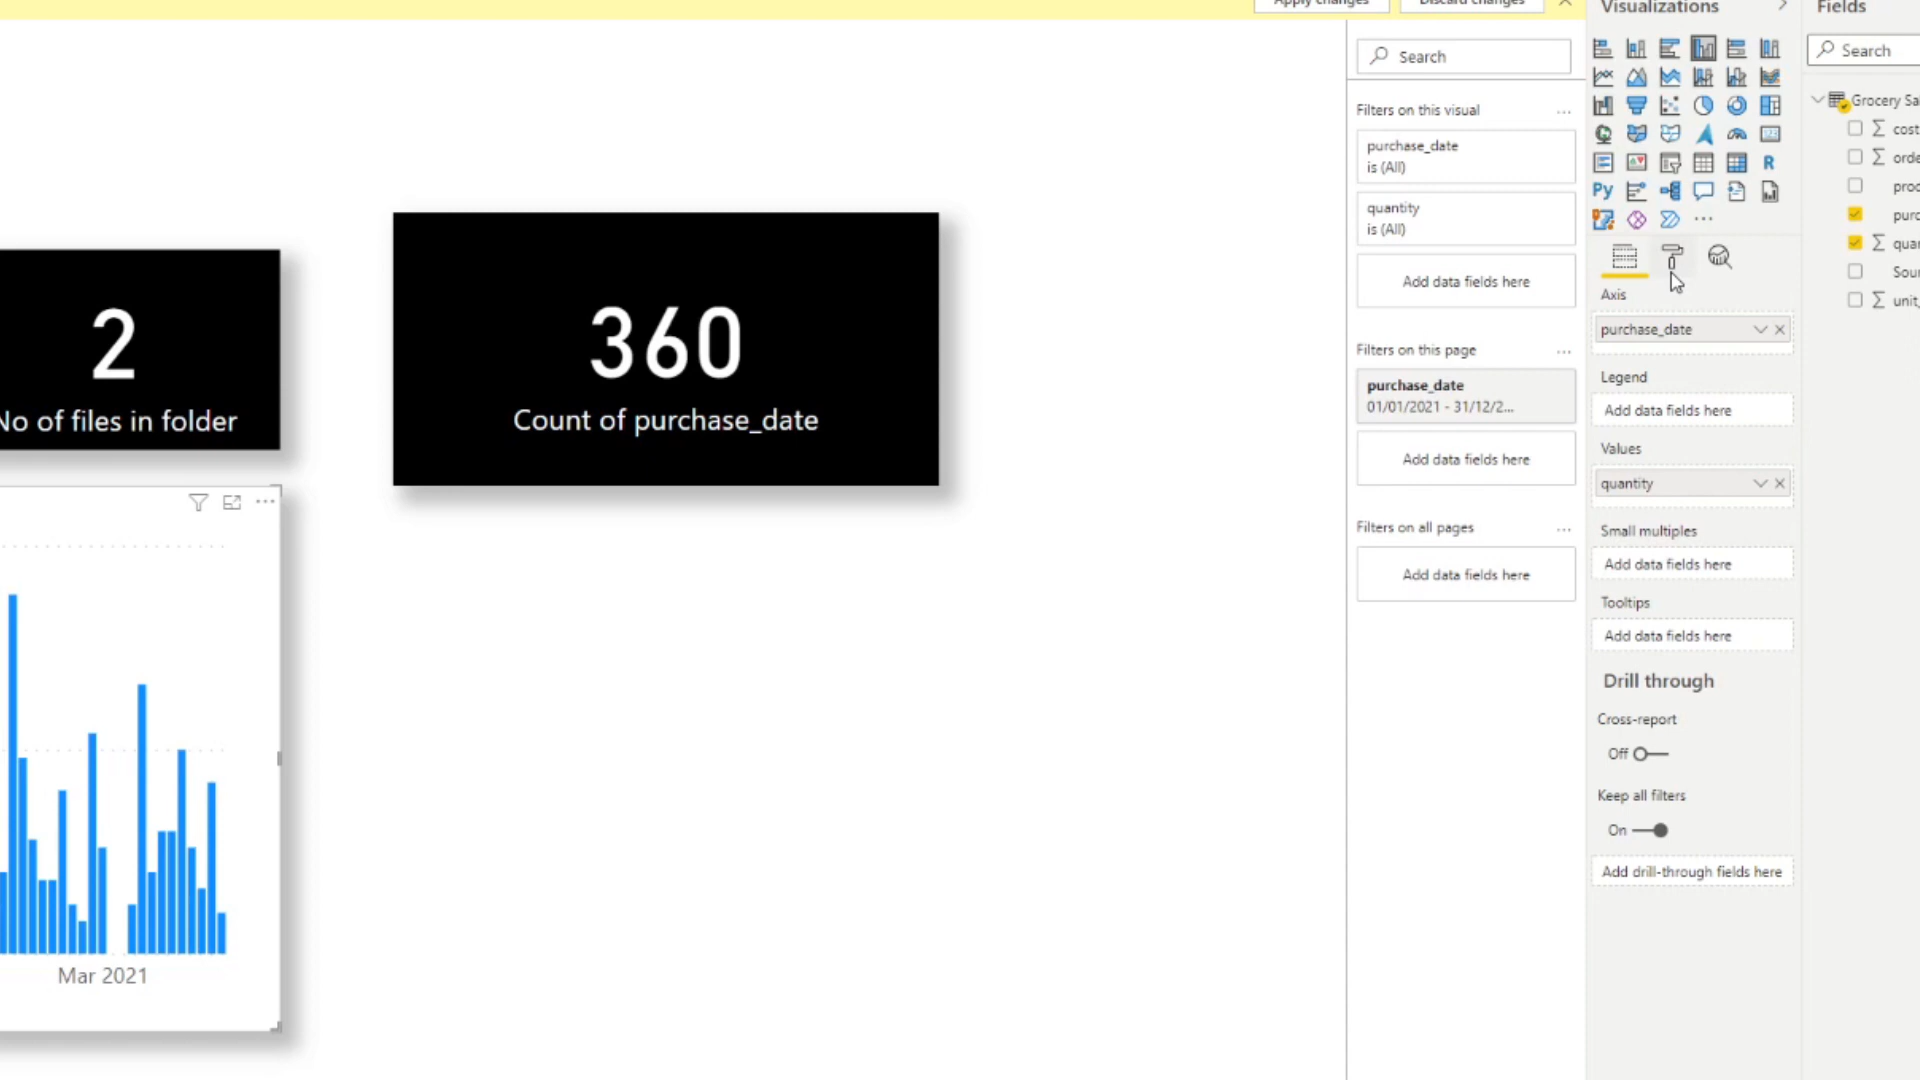 Apply changes
Discard changes
Visualizations
Fields
Search
Search
Filters on this visual
purchase_date
is (All)
quantity
is (All)
Add data fields here
Filters on this page
purchase_date
01/01/2021 - 31/12/2...
Add data fields here
Filters on all pages
Add data fields here
R
Py
Axis
purchase_date
Legend
Add data fields here
Values
quantity
Small multiples
Add data fields here
Tooltips
Add data fields here
Drill through
Cross-report
Off
Keep all filters
On
Add drill-through fields here
Grocery Sa
cost
orde
prod
purc
qua
Sou
unit_
2
No of files in folder
360
Count of purchase_date
Mar 2021